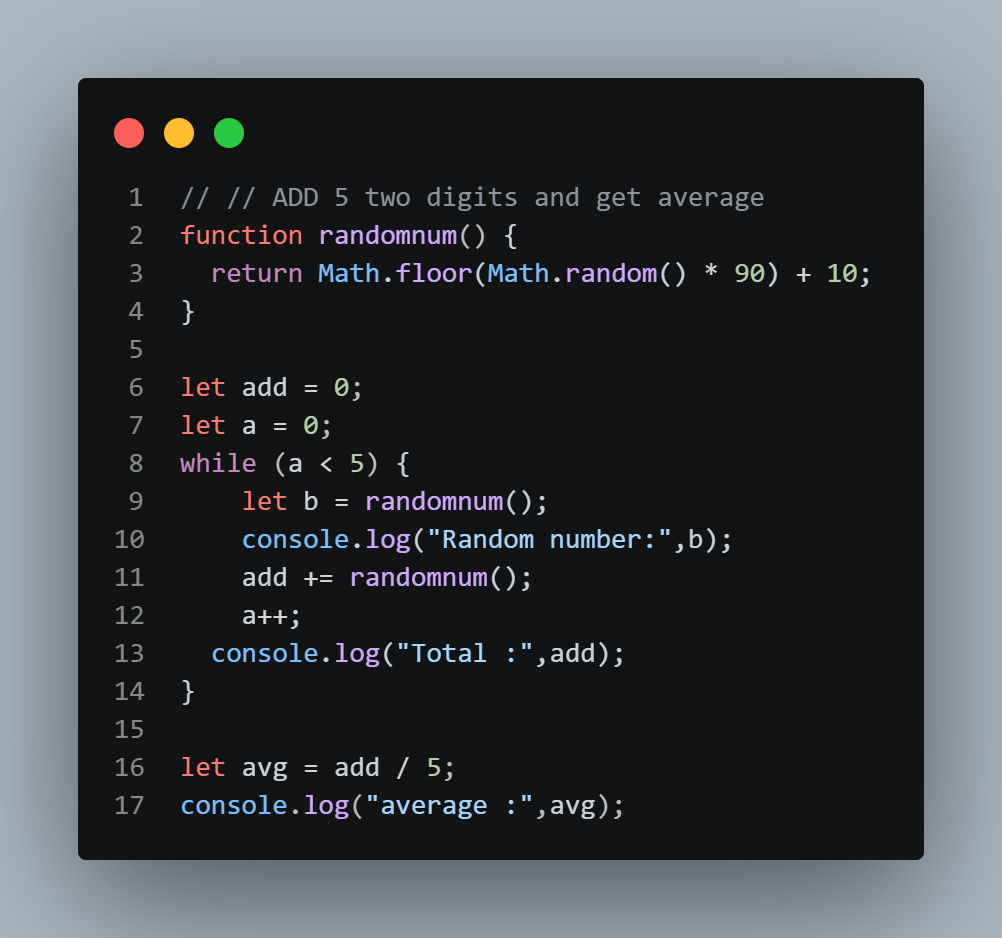 1 // // ADD 5 two digits and get average
2 function randomnum() {
3   return Math.floor(Math.random() * 90) + 10;
4 }
5
6 let add = 0;
7 let a = 0;
8 while (a < 5) {
9     let b = randomnum();
10     console.log("Random number:",b);
11     add += randomnum();
12     a++;
13   console.log("Total :",add);
14 }
15
16 let avg = add / 5;
17 console.log("average :",avg);